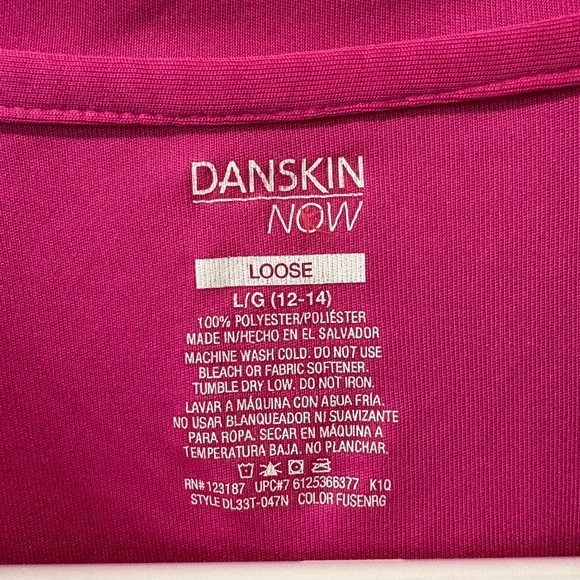 DANSKIN
NOW
LOOSE
L/G (12-14)
100% POLYESTER/POLIÉSTER
MADE IN/HECHO EN EL SALVADOR
MACHINE WASH COLD. DO NOT USE
BLEACH OR FABRIC SOFTENER.
TUMBLE DRY LOW. DO NOT IRON.
LAVAR A MÁQUINA CON AGUA FRÍA.
NO USAR BLANQUEADOR NI SUAVIZANTE
PARA ROPA. SECAR EN MÁQUINA A
TEMPERATURA BAJA. NO PLANCHAR.
RN# 123187 UPC#7 6125366377 K1Q
STYLE DL33T-047N COLOR FUSENRG